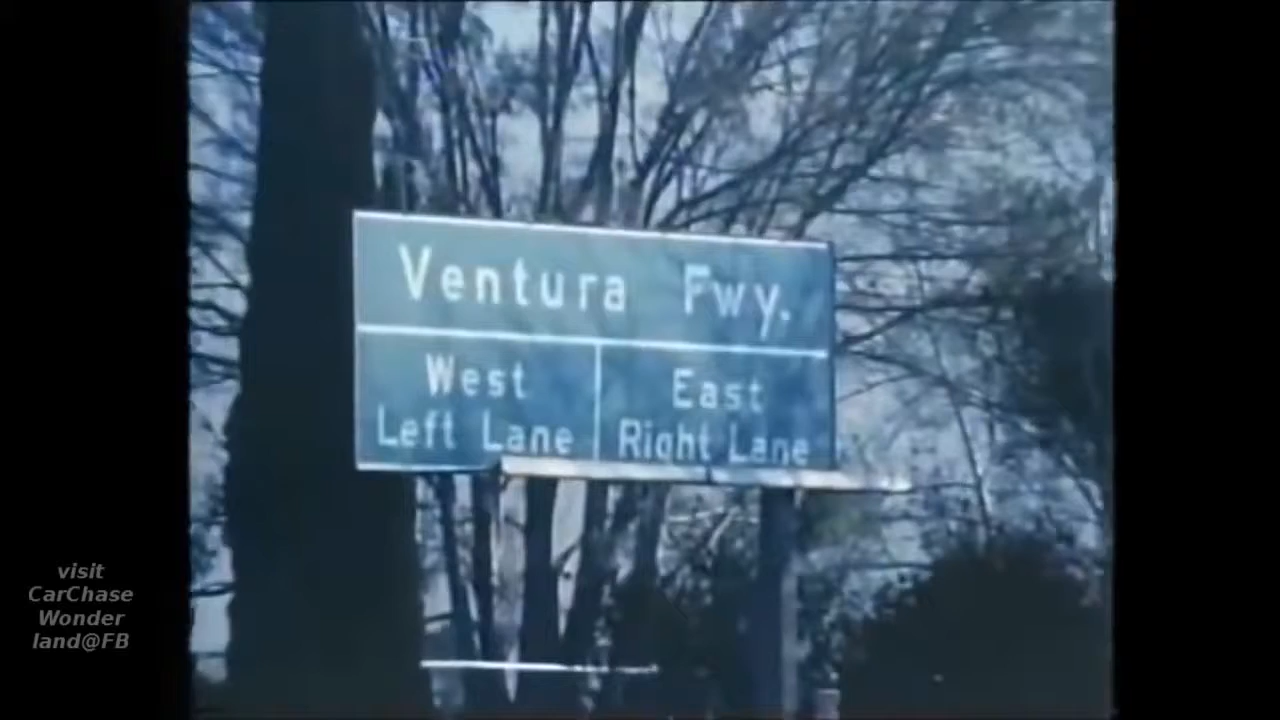 Ventura Fwy.
West
Left Lane
East
Right Lane
visit
CarChase
Wonder
land@FB